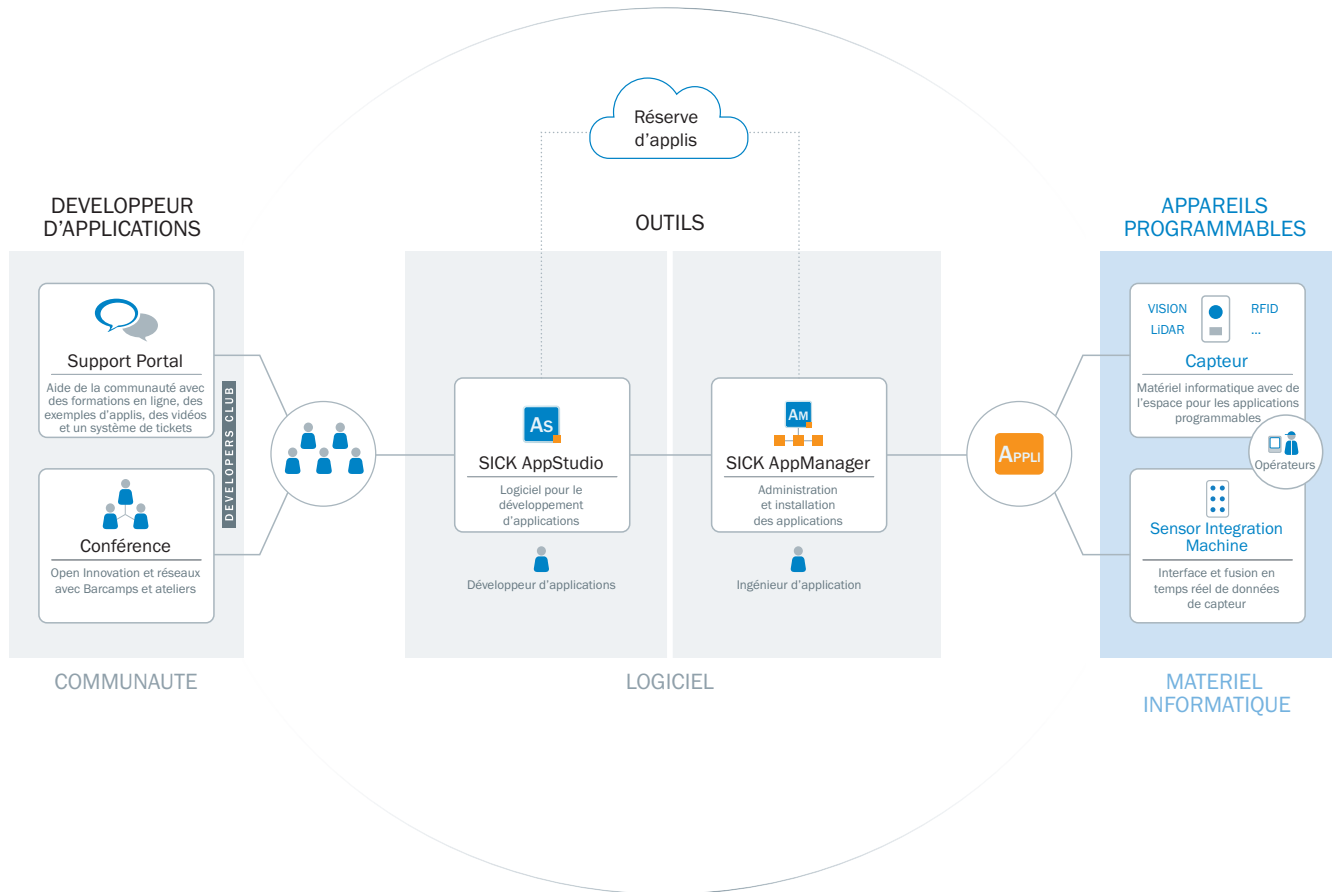 Réserve
d'applis
DEVELOPPEUR
D'APPLICATIONS
OUTILS
APPAREILS
PROGRAMMABLES
Support Portal
Aide de la communauté avec
des formations en ligne, des
exemples d'applis, des vidéos
et un système de tickets
DEVELOPERS CLUB
Conférence
Open Innovation et réseaux
avec Barcamps et ateliers
AS
SICK AppStudio
Logiciel pour le
développement
d'applications
Développeur d'applications
AM
SICK AppManager
Administration
et installation
des applications
Ingénieur d'application
APPLI
VISION
RFID
LiDAR
...
Capteur
Matériel informatique avec de
l'espace pour les applications
programmables
Opérateurs
Sensor Integration
Machine
Interface et fusion en
temps réel de données
de capteur
COMMUNAUTE
LOGICIEL
MATERIEL
INFORMATIQUE